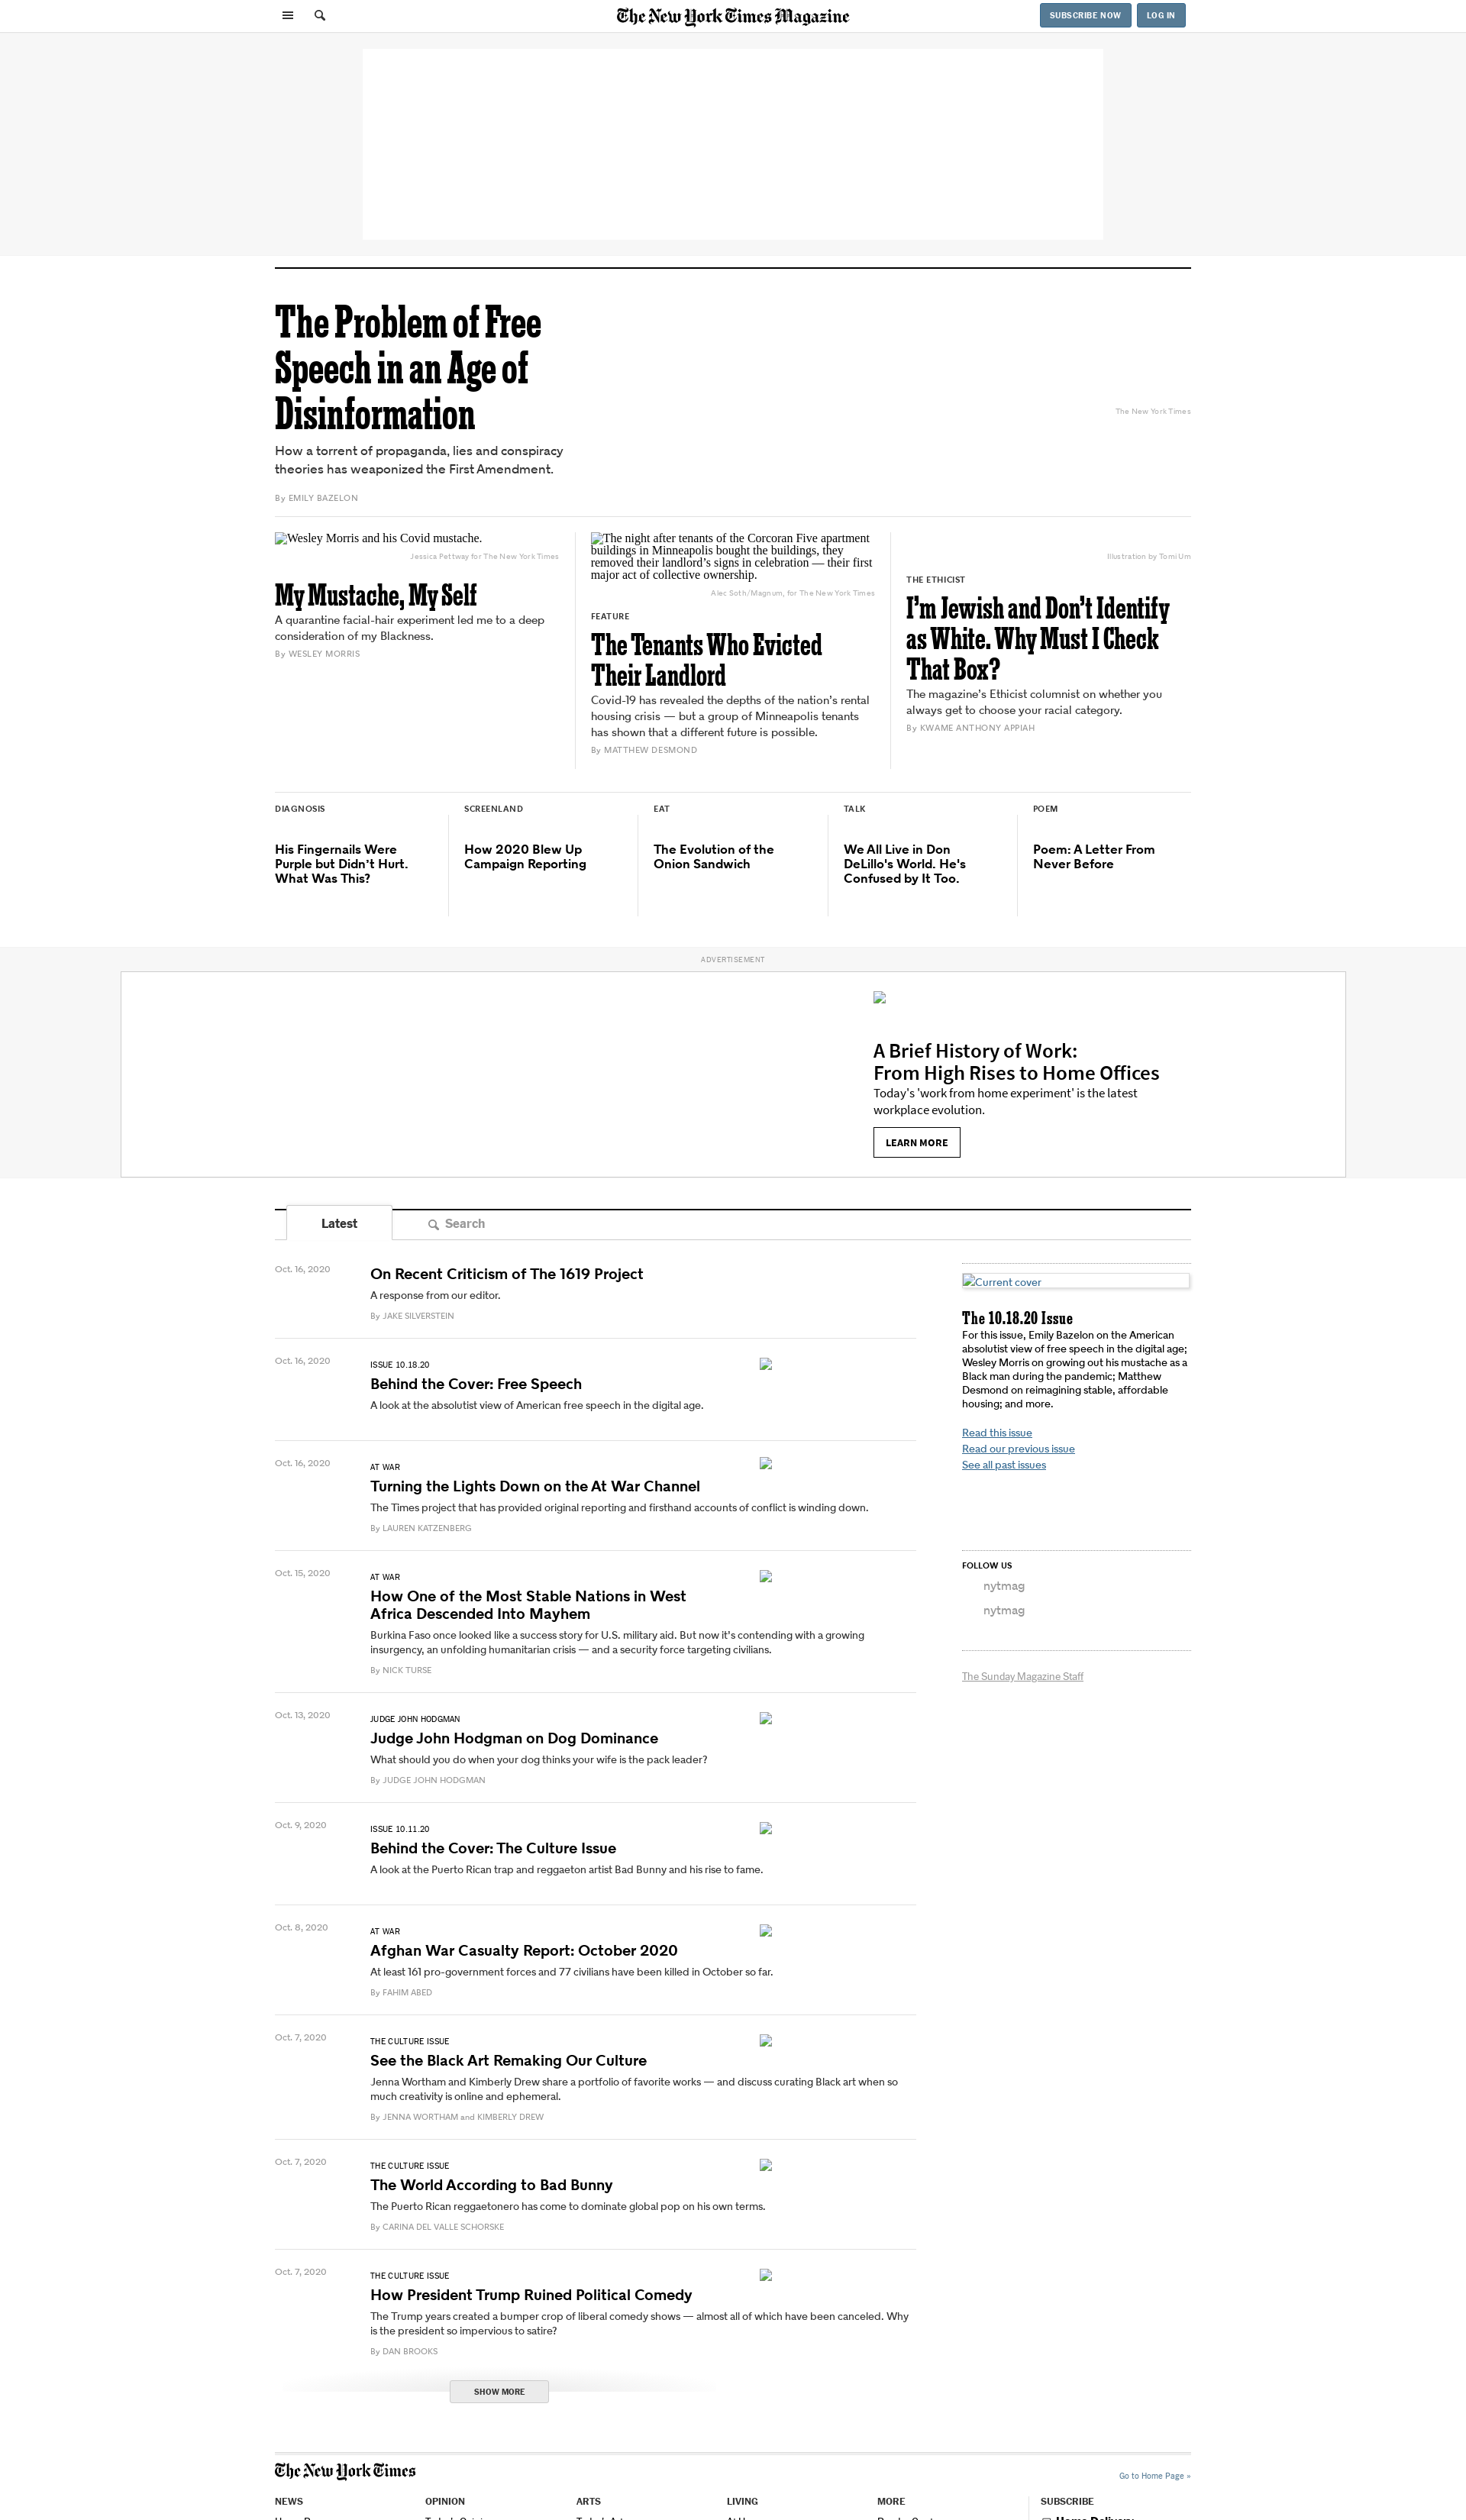 The New York Times Magazine
SUBSCRIBE NOW
LOG IN
The Problem of Free
Speech in an Age of
Disinformation
How a torrent of propaganda, lies and conspiracy
theories has weaponized the First Amendment.
By EMILY BAZELON
The New York Times
Wesley Morris and his Covid mustache.
Jessica Pettway for The New York Times
My Mustache, My Self
A quarantine facial-hair experiment led me to a deep
consideration of my Blackness.
By WESLEY MORRIS
The night after tenants of the Corcoran Five apartment
buildings in Minneapolis bought the buildings, they
removed their landlord’s signs in celebration — their first
major act of collective ownership.
Alec Soth/Magnum, for The New York Times
FEATURE
The Tenants Who Evicted
Their Landlord
Covid-19 has revealed the depths of the nation’s rental
housing crisis — but a group of Minneapolis tenants
has shown that a different future is possible.
By MATTHEW DESMOND
Illustration by Tomi Um
THE ETHICIST
I’m Jewish and Don’t Identify
as White. Why Must I Check
That Box?
The magazine’s Ethicist columnist on whether you
always get to choose your racial category.
By KWAME ANTHONY APPIAH
DIAGNOSIS
His Fingernails Were
Purple but Didn’t Hurt.
What Was This?
SCREENLAND
How 2020 Blew Up
Campaign Reporting
EAT
The Evolution of the
Onion Sandwich
TALK
We All Live in Don
DeLillo's World. He's
Confused by It Too.
POEM
Poem: A Letter From
Never Before
ADVERTISEMENT
A Brief History of Work:
From High Rises to Home Offices
Today's 'work from home experiment' is the latest
workplace evolution.
LEARN MORE
Latest
Search
Oct. 16, 2020
On Recent Criticism of The 1619 Project
A response from our editor.
By JAKE SILVERSTEIN
Oct. 16, 2020
ISSUE 10.18.20
Behind the Cover: Free Speech
A look at the absolutist view of American free speech in the digital age.
Oct. 16, 2020
AT WAR
Turning the Lights Down on the At War Channel
The Times project that has provided original reporting and firsthand accounts of conflict is winding down.
By LAUREN KATZENBERG
Oct. 15, 2020
AT WAR
How One of the Most Stable Nations in West
Africa Descended Into Mayhem
Burkina Faso once looked like a success story for U.S. military aid. But now it’s contending with a growing
insurgency, an unfolding humanitarian crisis — and a security force targeting civilians.
By NICK TURSE
Oct. 13, 2020
JUDGE JOHN HODGMAN
Judge John Hodgman on Dog Dominance
What should you do when your dog thinks your wife is the pack leader?
By JUDGE JOHN HODGMAN
Oct. 9, 2020
ISSUE 10.11.20
Behind the Cover: The Culture Issue
A look at the Puerto Rican trap and reggaeton artist Bad Bunny and his rise to fame.
Oct. 8, 2020
AT WAR
Afghan War Casualty Report: October 2020
At least 161 pro-government forces and 77 civilians have been killed in October so far.
By FAHIM ABED
Oct. 7, 2020
THE CULTURE ISSUE
See the Black Art Remaking Our Culture
Jenna Wortham and Kimberly Drew share a portfolio of favorite works — and discuss curating Black art when so
much creativity is online and ephemeral.
By JENNA WORTHAM and KIMBERLY DREW
Oct. 7, 2020
THE CULTURE ISSUE
The World According to Bad Bunny
The Puerto Rican reggaetonero has come to dominate global pop on his own terms.
By CARINA DEL VALLE SCHORSKE
Oct. 7, 2020
THE CULTURE ISSUE
How President Trump Ruined Political Comedy
The Trump years created a bumper crop of liberal comedy shows — almost all of which have been canceled. Why
is the president so impervious to satire?
By DAN BROOKS
SHOW MORE
Current cover
The 10.18.20 Issue
For this issue, Emily Bazelon on the American
absolutist view of free speech in the digital age;
Wesley Morris on growing out his mustache as a
Black man during the pandemic; Matthew
Desmond on reimagining stable, affordable
housing; and more.
Read this issue
Read our previous issue
See all past issues
FOLLOW US
nytmag
nytmag
The Sunday Magazine Staff
The New York Times
Go to Home Page »
NEWS
OPINION
ARTS
LIVING
MORE
SUBSCRIBE